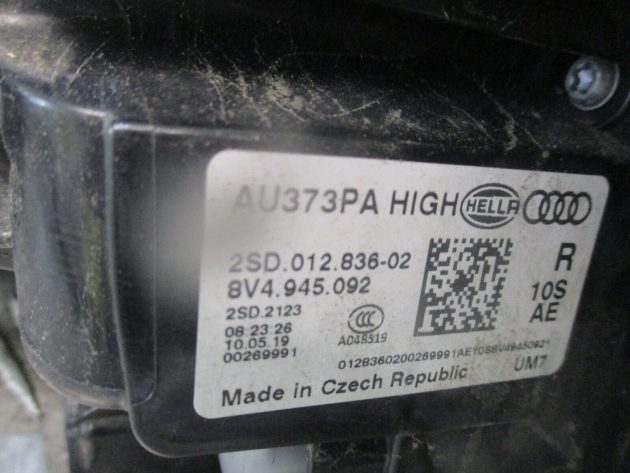 AU373PA HIGH HELLA
2SD.012.836-02
8V4.945.092
R
2SD.2123
10S
08:23:26
AE
10.05.19
CCC
A048519
00269991
UM7
Made in Czech Republic